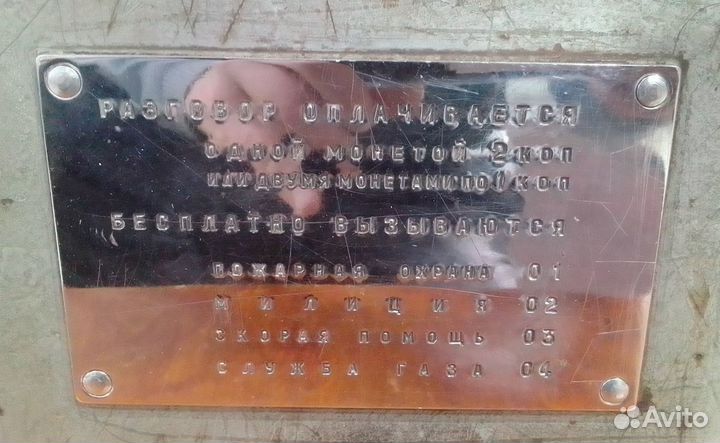 РАЗГОВОР ОПЛАЧИВАЕТСЯ
ОДНОЙ МОНЕТОЙ 2 КОП
ИЛИ ДВУМЯ МОНЕТАМИ ПО 1 КОП
БЕСПЛАТНО ВЫЗЫВАЮТСЯ
ПОЖАРНАЯ ОХРАНА 01
МИЛИЦИЯ 02
СКОРАЯ ПОМОЩЬ 03
СЛУЖБА ГАЗА 04
Avito